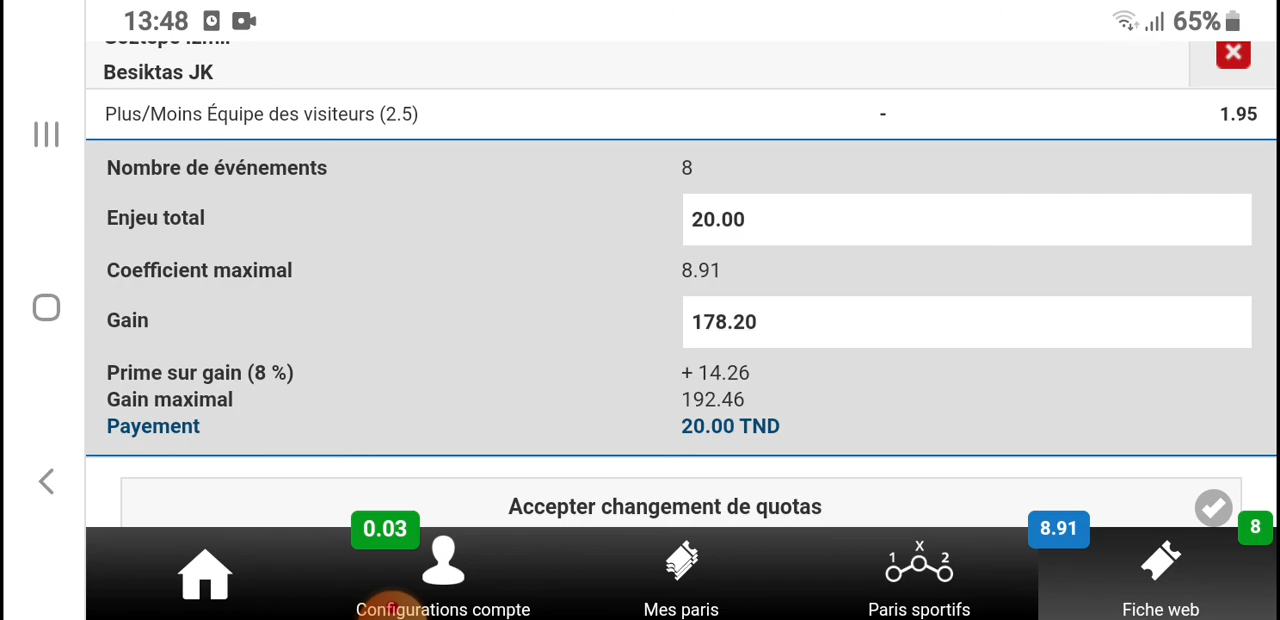 13:48 65%
Besiktas JK
Plus/Moins Équipe des visiteurs (2.5) - 1.95
Nombre de événements 8
Enjeu total 20.00
Coefficient maximal 8.91
Gain 178.20
Prime sur gain (8 %) + 14.26
Gain maximal 192.46
Payement 20.00 TND
Accepter changement de quotas
0.03 8.91 8
1 X 2
Configurations compte Mes paris Paris sportifs Fiche web